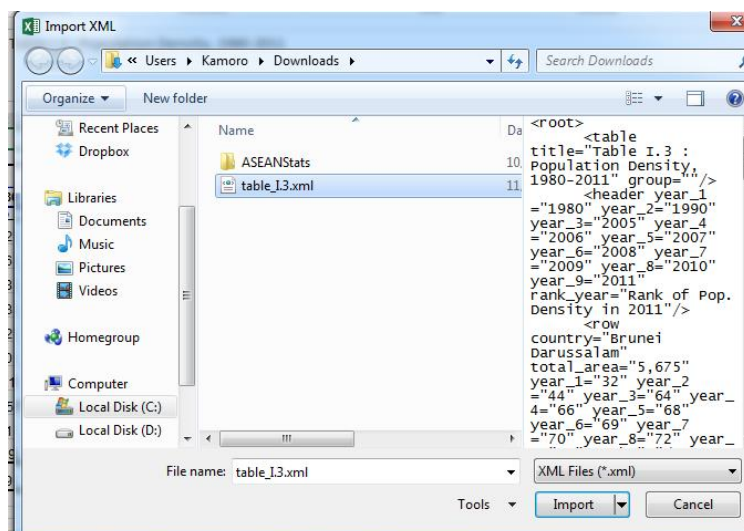 Import XML
« Users ▸ Kamoro ▸ Downloads ▸
Search Downloads
Organize
New folder
Recent Places
Dropbox
Libraries
Documents
Music
Pictures
Videos
Homegroup
Computer
Local Disk (C:)
Local Disk (D:)
Name
ASEANStats
10,
table_I.3.xml
11,
<root>
<table
title="Table I.3 :
Population Density,
1980-2011" group=""/>
<header year_1
="1980" year_2="1990"
year_3="2005" year_4
="2006" year_5="2007"
year_6="2008" year_7
="2009" year_8="2010"
year_9="2011"
rank_year="Rank of Pop.
Density in 2011"/>
<row
country="Brunei
Darussalam"
total_area="5,675"
year_1="32" year_2
="44" year_3="64" year_
4="66" year_5="68"
year_6="69" year_7
="70" year_8="72" year_
File name: table_I.3.xml
XML Files (*.xml)
Tools
Import
Cancel